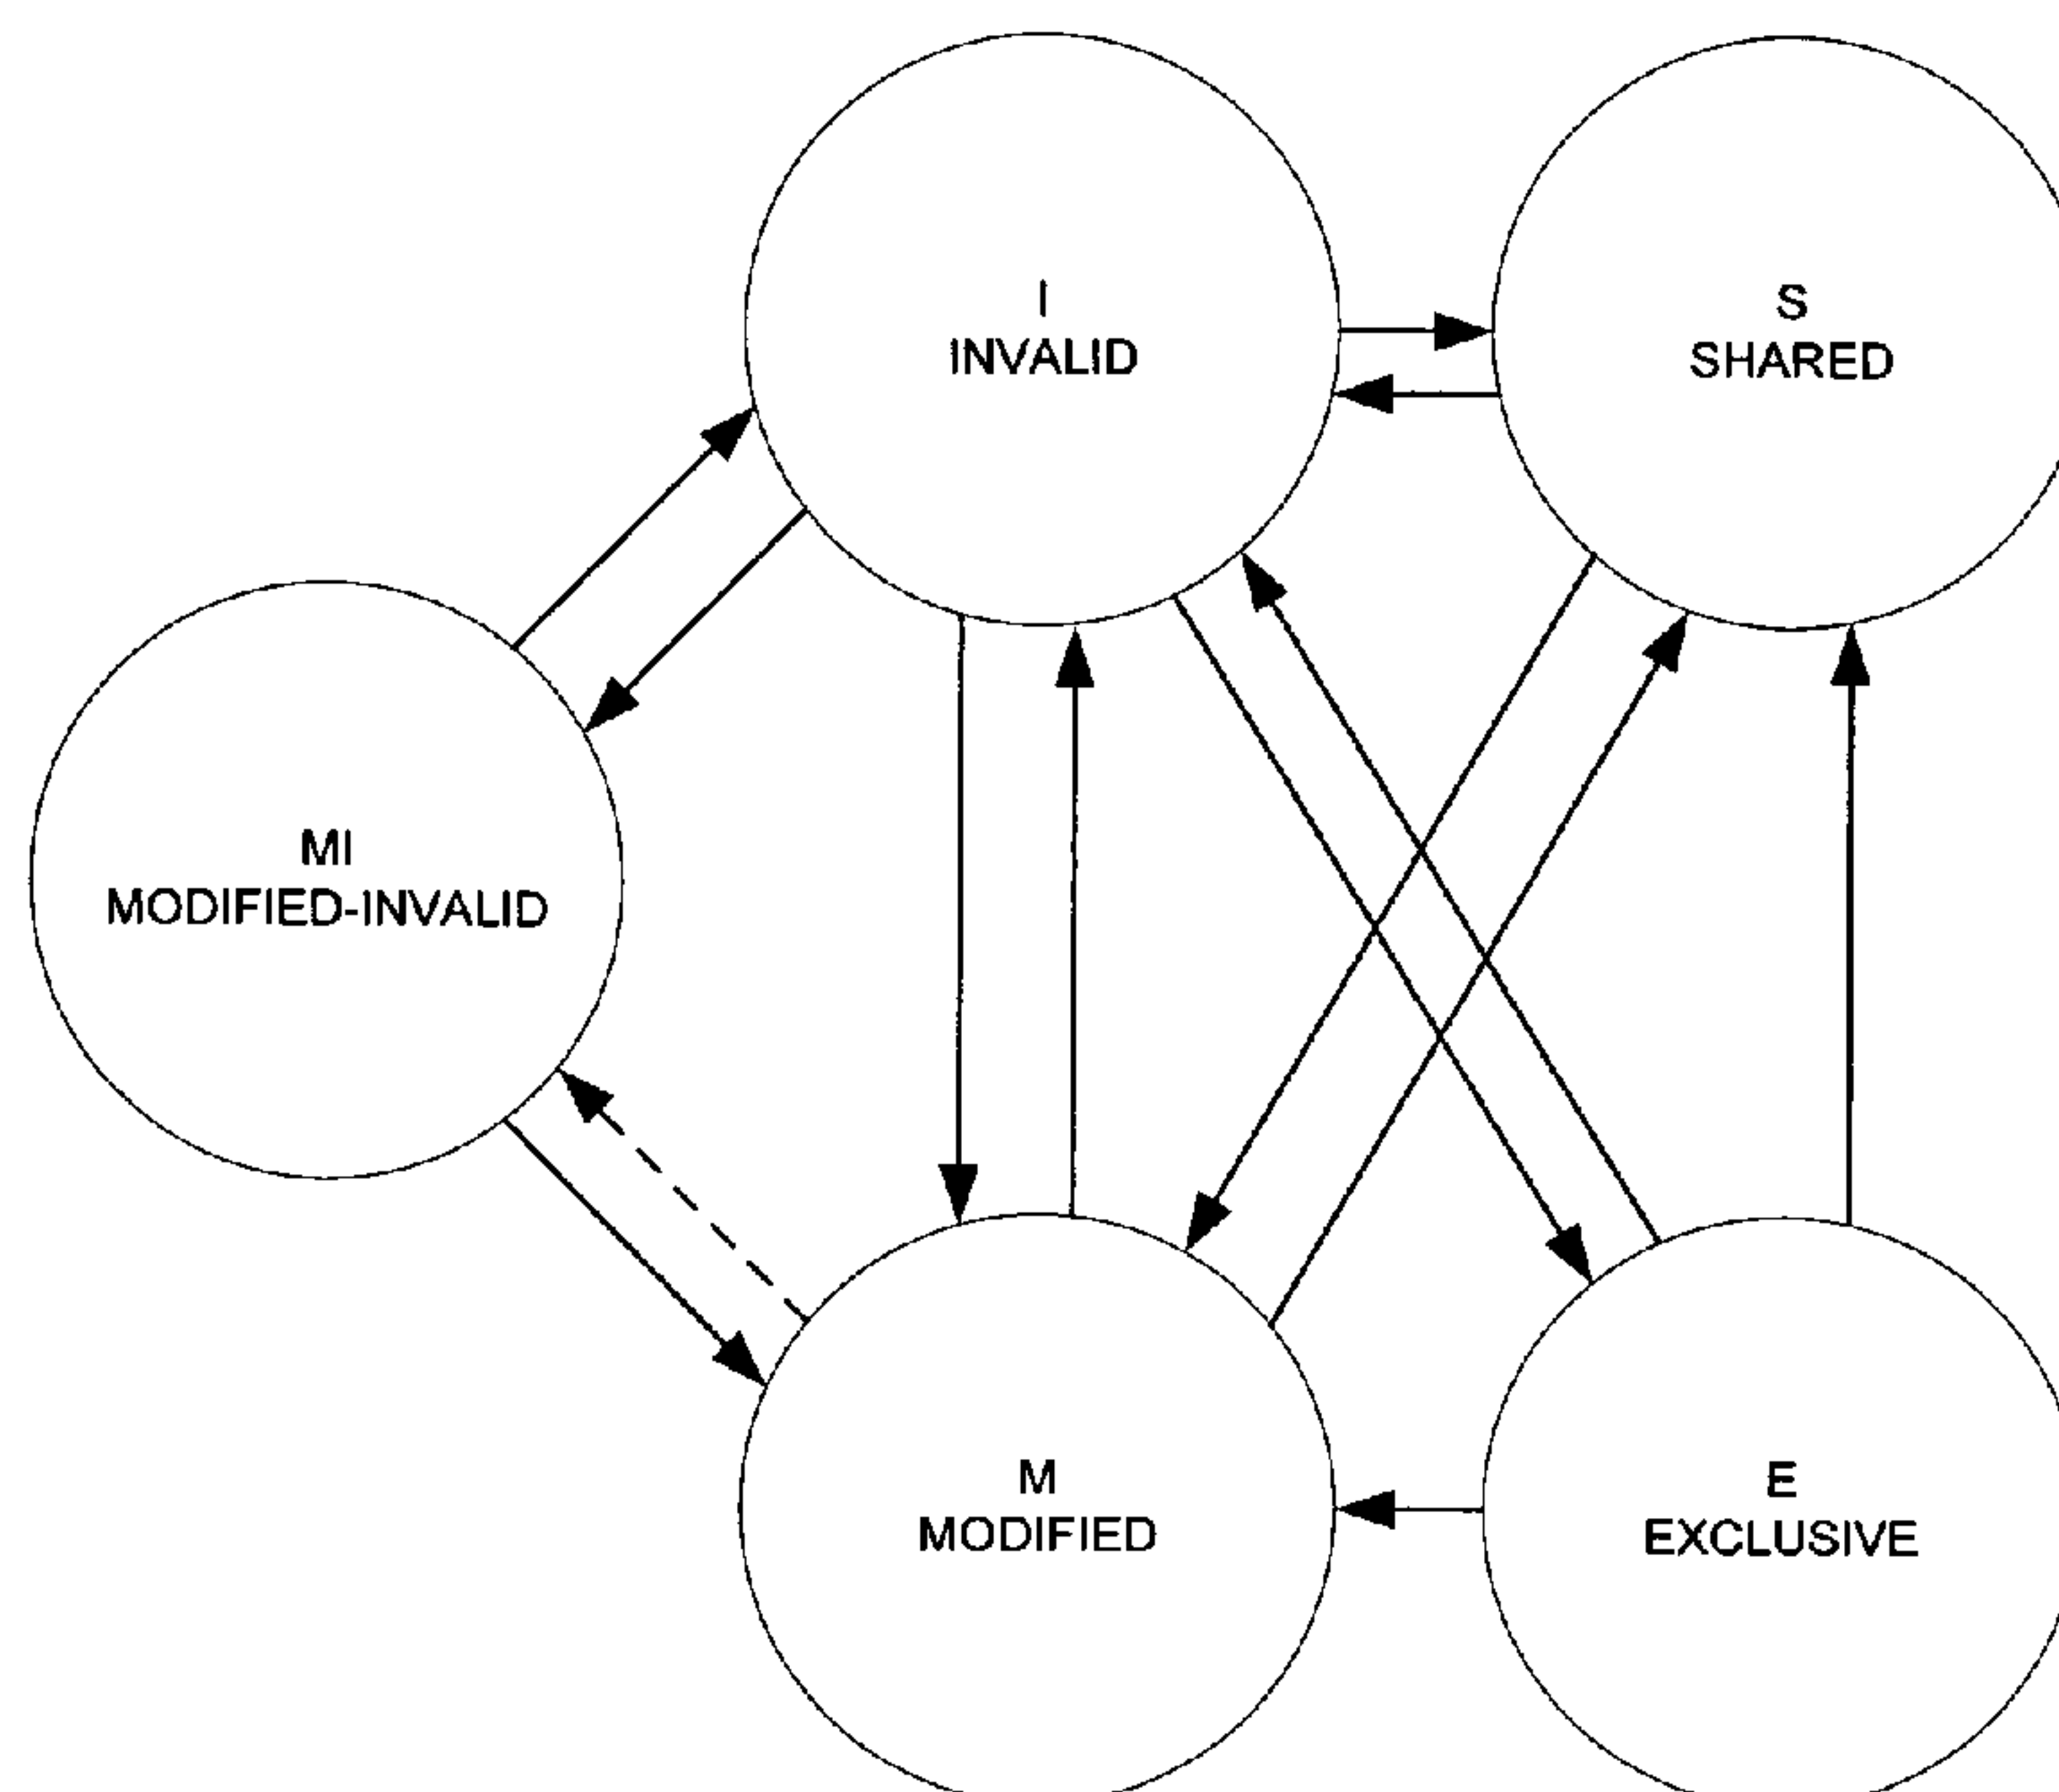 I
INVALID
S
SHARED
MI
MODIFIED-INVALID
M
MODIFIED
E
EXCLUSIVE